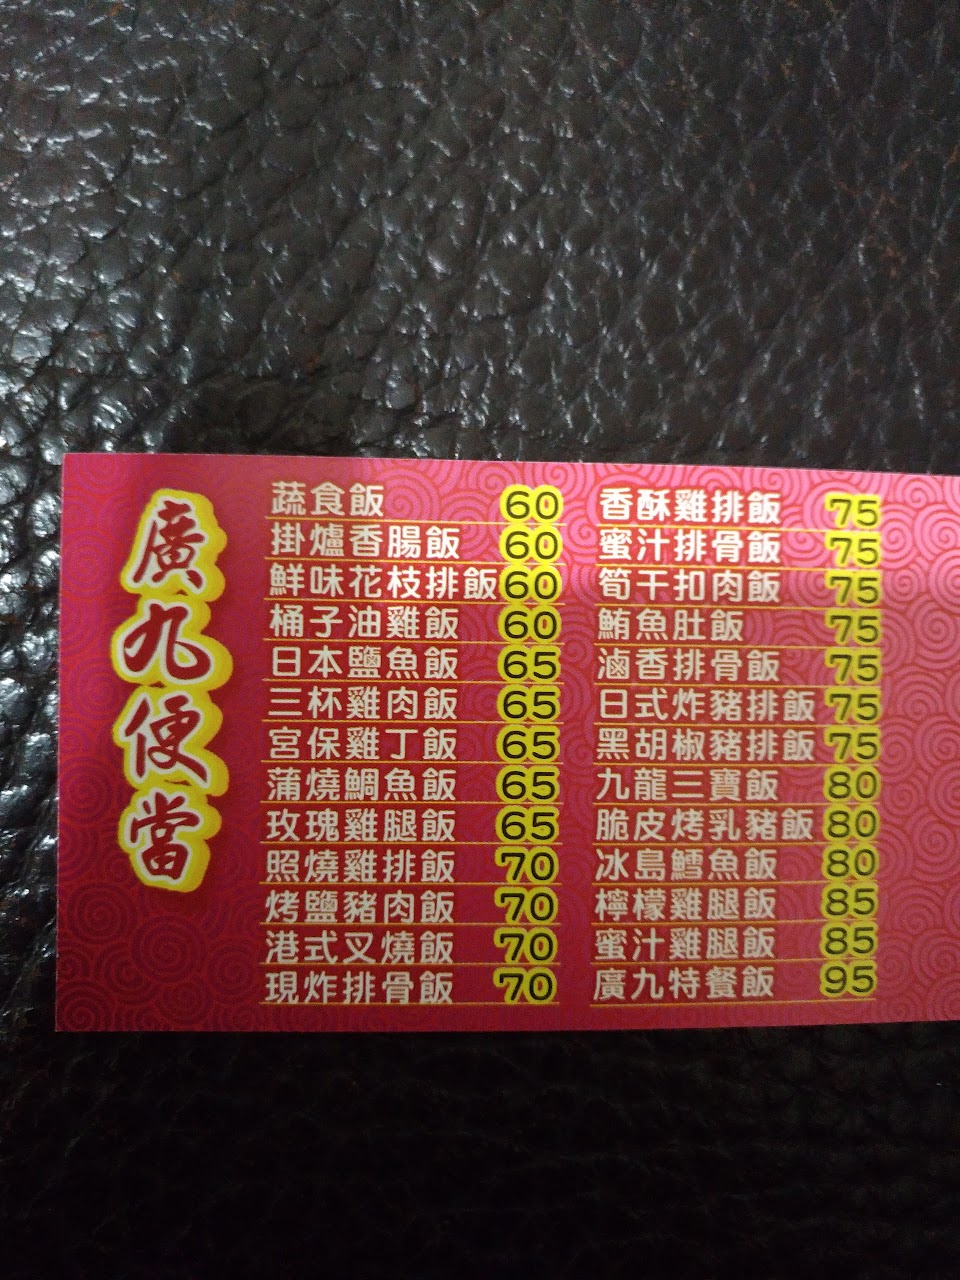 廣九便當
蔬食飯 60
掛爐香腸飯 60
鮮味花枝排飯 60
桶子油雞飯 60
日本鹽魚飯 65
三杯雞肉飯 65
宮保雞丁飯 65
蒲燒鯛魚飯 65
玫瑰雞腿飯 65
照燒雞排飯 70
烤鹽豬肉飯 70
港式叉燒飯 70
現炸排骨飯 70
香酥雞排飯 75
蜜汁排骨飯 75
筍干扣肉飯 75
鮪魚肚飯 75
滷香排骨飯 75
日式炸豬排飯 75
黑胡椒豬排飯 75
九龍三寶飯 80
脆皮烤乳豬飯 80
冰島鱈魚飯 80
檸檬雞腿飯 85
蜜汁雞腿飯 85
廣九特餐飯 95